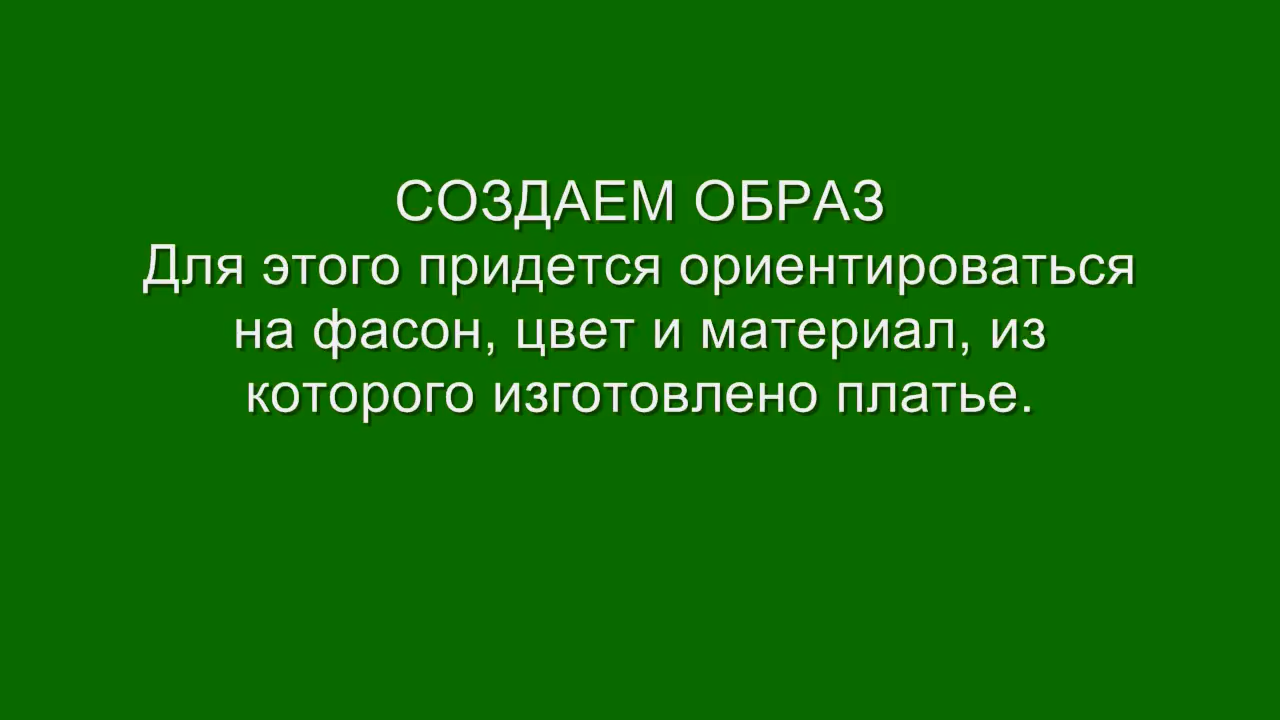 СОЗДАЕМ ОБРАЗ
Для этого придется ориентироваться
на фасон, цвет и материал, из
которого изготовлено платье.